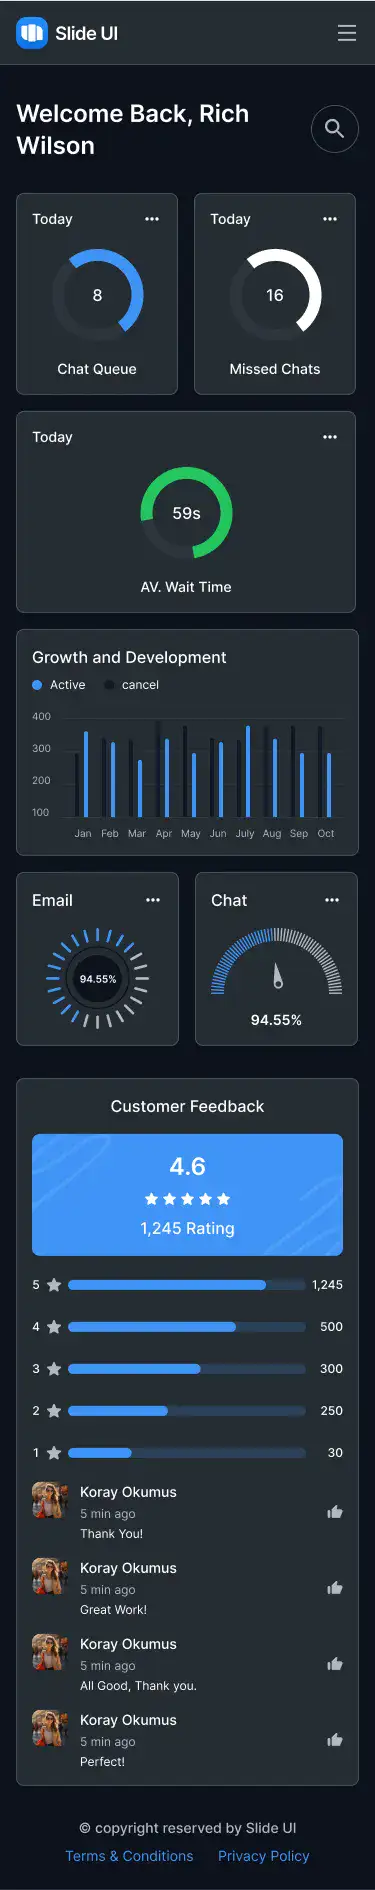 Slide UI
Welcome Back, Rich
Wilson
Today
8
Chat Queue
Today
16
Missed Chats
Today
59s
AV. Wait Time
Growth and Development
Active
cancel
400
300
200
100
Jan Feb Mar Apr May Jun July Aug Sep Oct
Email
94.55%
Chat
94.55%
Customer Feedback
4.6
1,245 Rating
5 1,245
4 500
3 300
2 250
1 30
Koray Okumus
5 min ago
Thank You!
Koray Okumus
5 min ago
Great Work!
Koray Okumus
5 min ago
All Good, Thank you.
Koray Okumus
5 min ago
Perfect!
© copyright reserved by Slide UI
Terms & Conditions Privacy Policy